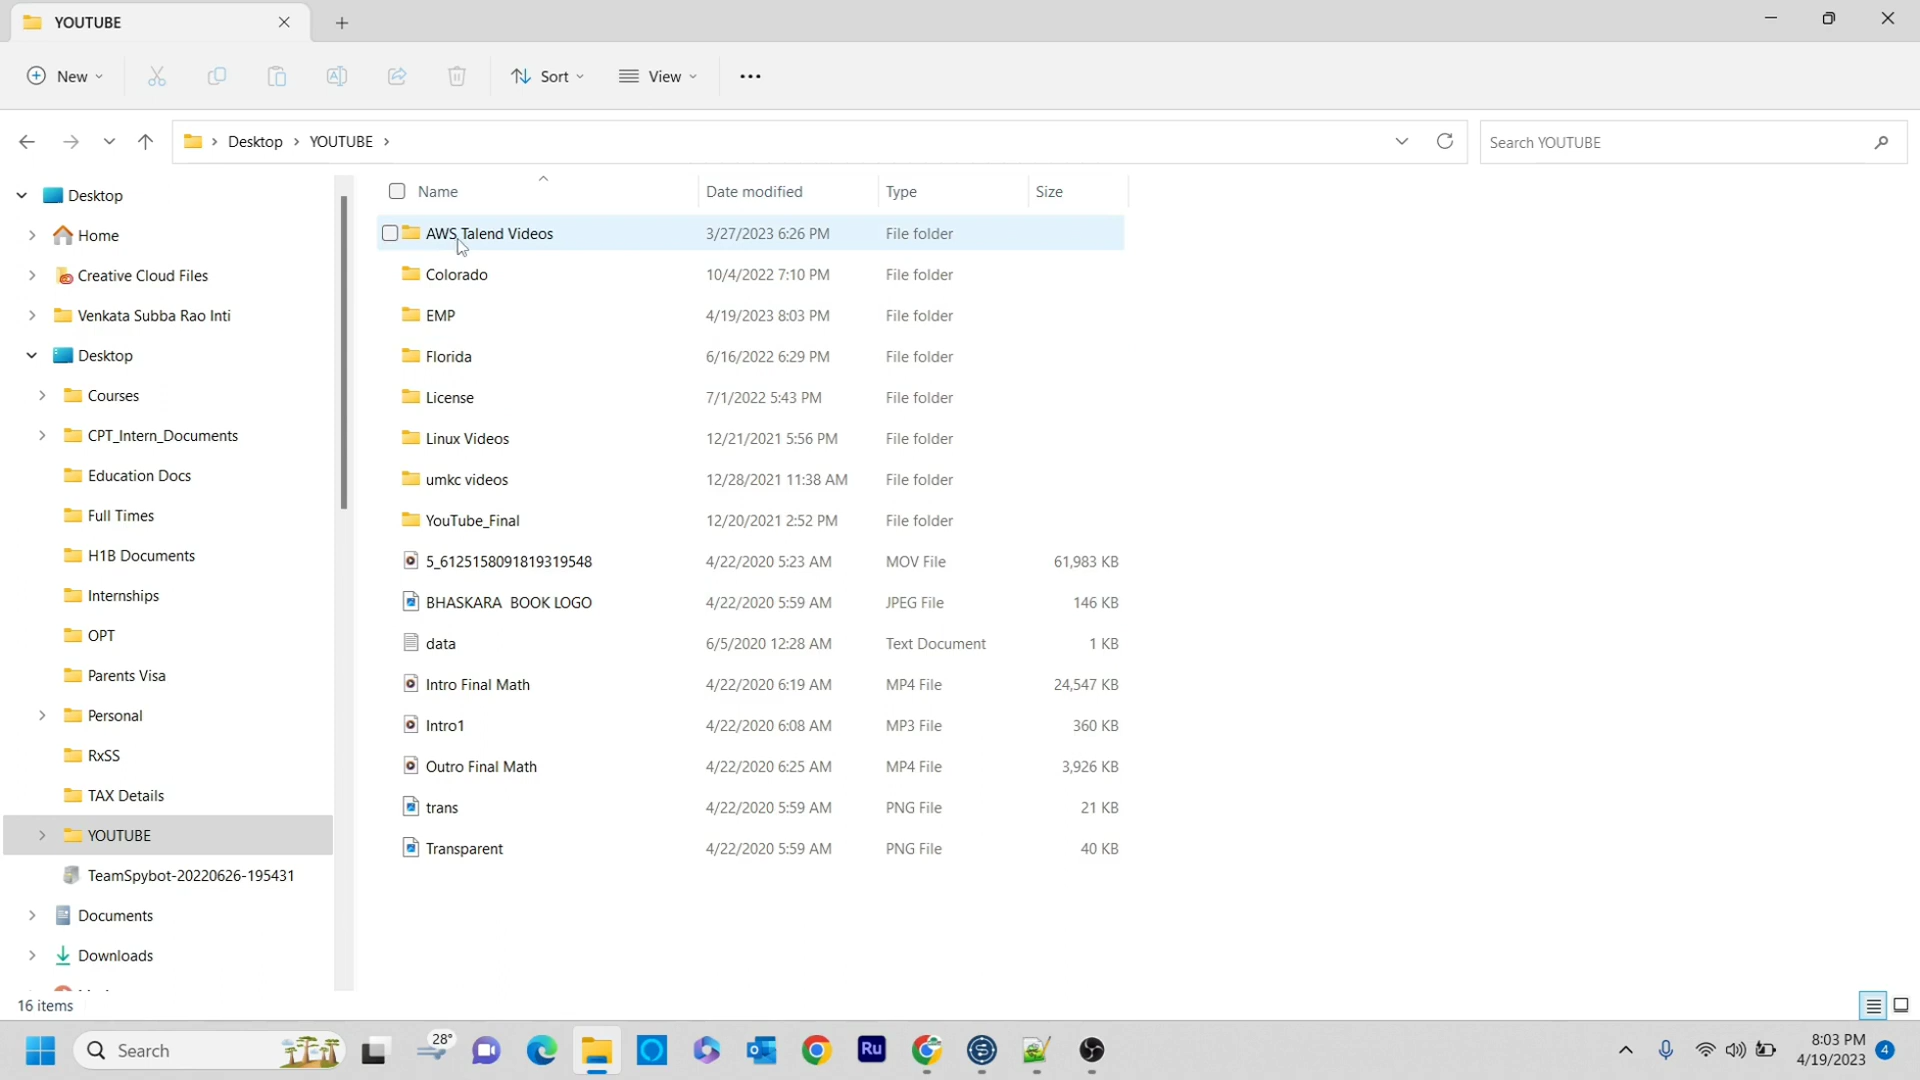 YOUTUBE
New
Sort
View
Desktop > YOUTUBE >
Search YOUTUBE
Desktop
Home
Creative Cloud Files
Venkata Subba Rao Inti
Desktop
Courses
CPT_Intern_Documents
Education Docs
Full Times
H1B Documents
Internships
OPT
Parents Visa
Personal
RxSS
TAX Details
YOUTUBE
TeamSpybot-20220626-195431
Documents
Downloads
Name Date modified Type Size
AWS Talend Videos 3/27/2023 6:26 PM File folder
Colorado 10/4/2022 7:10 PM File folder
EMP 4/19/2023 8:03 PM File folder
Florida 6/16/2022 6:29 PM File folder
License 7/1/2022 5:43 PM File folder
Linux Videos 12/21/2021 5:56 PM File folder
umkc videos 12/28/2021 11:38 AM File folder
YouTube_Final 12/20/2021 2:52 PM File folder
5_6125158091819319548 4/22/2020 5:23 AM MOV File 61,983 KB
BHASKARA BOOK LOGO 4/22/2020 5:59 AM JPEG File 146 KB
data 6/5/2020 12:28 AM Text Document 1 KB
Intro Final Math 4/22/2020 6:19 AM MP4 File 24,547 KB
Intro1 4/22/2020 6:08 AM MP3 File 360 KB
Outro Final Math 4/22/2020 6:25 AM MP4 File 3,926 KB
trans 4/22/2020 5:59 AM PNG File 21 KB
Transparent 4/22/2020 5:59 AM PNG File 40 KB
16 items
Search
28°
Ru
8:03 PM
4/19/2023
4